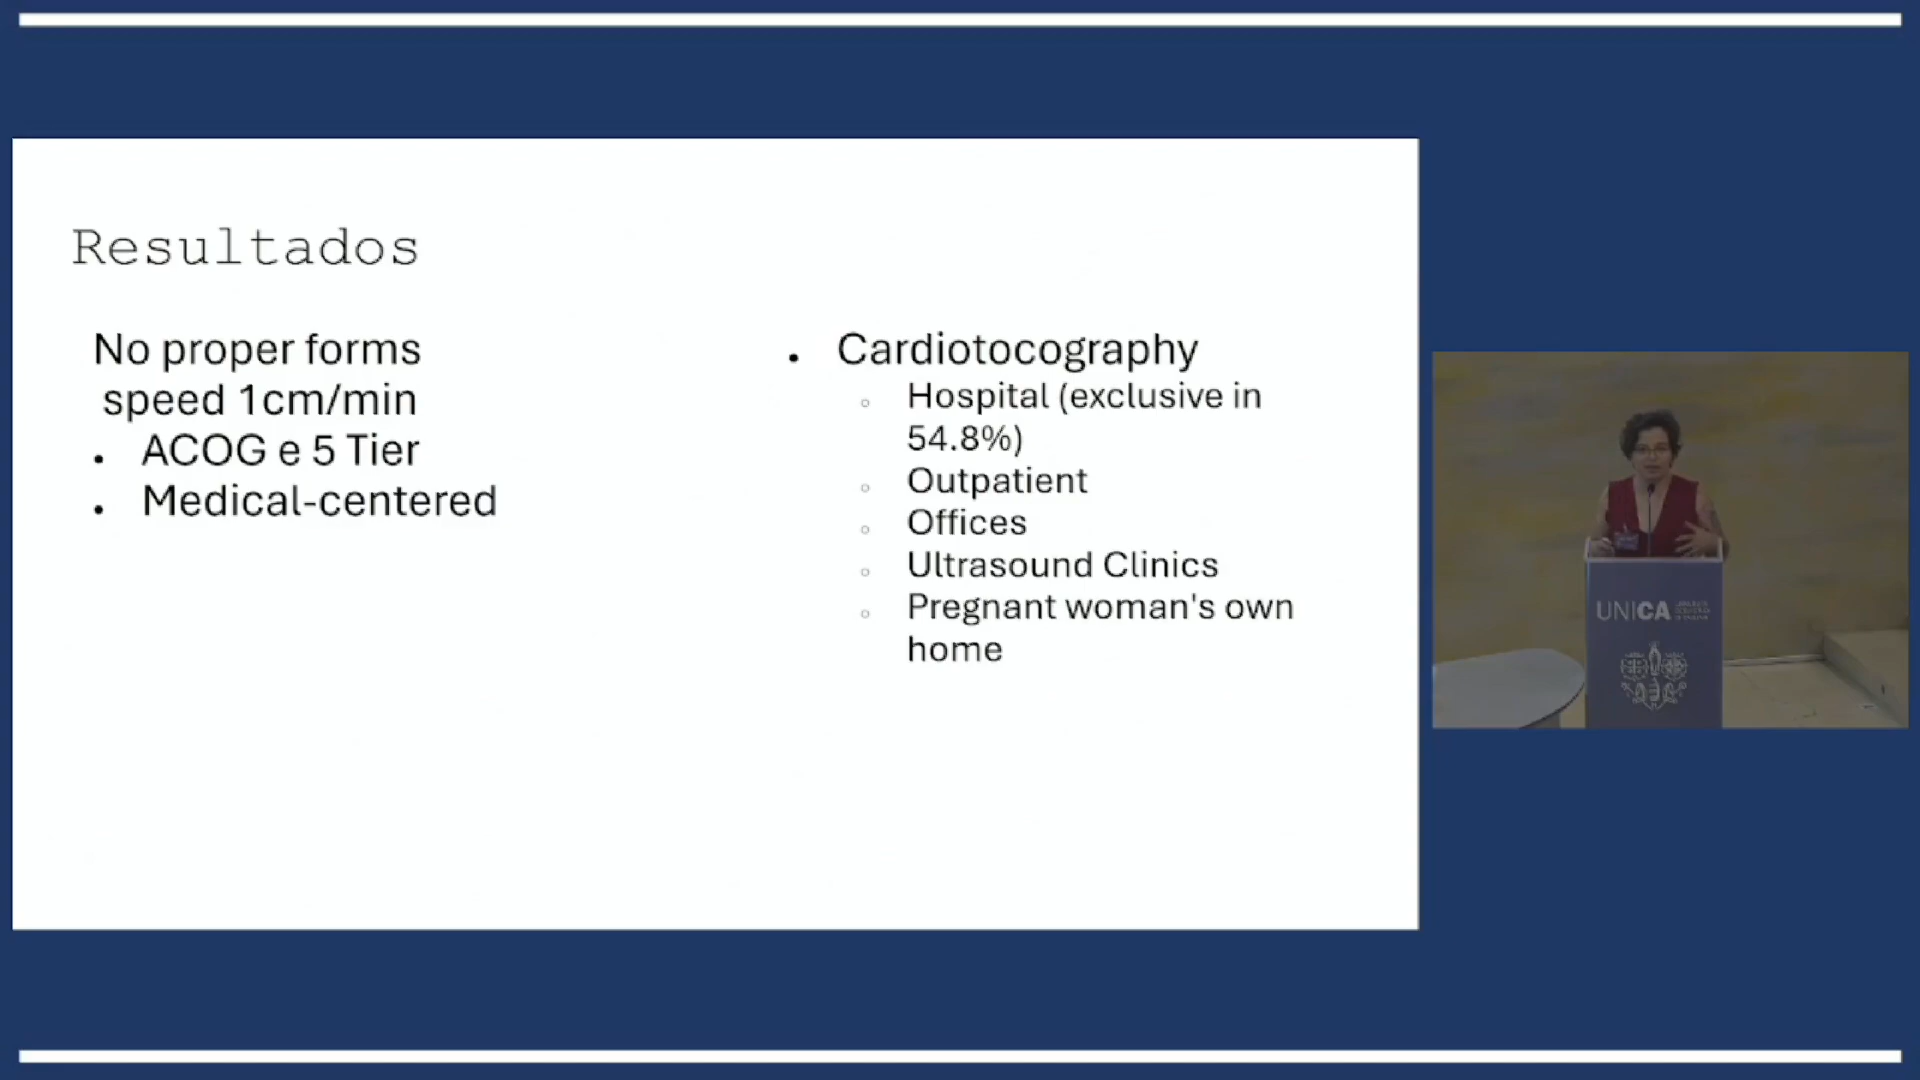 Resultados
No proper forms
speed 1cm/min
• ACOG e 5 Tier
• Medical-centered
• Cardiotocography
○ Hospital (exclusive in
54.8%)
○ Outpatient
○ Offices
○ Ultrasound Clinics
○ Pregnant woman's own
home
UNICA